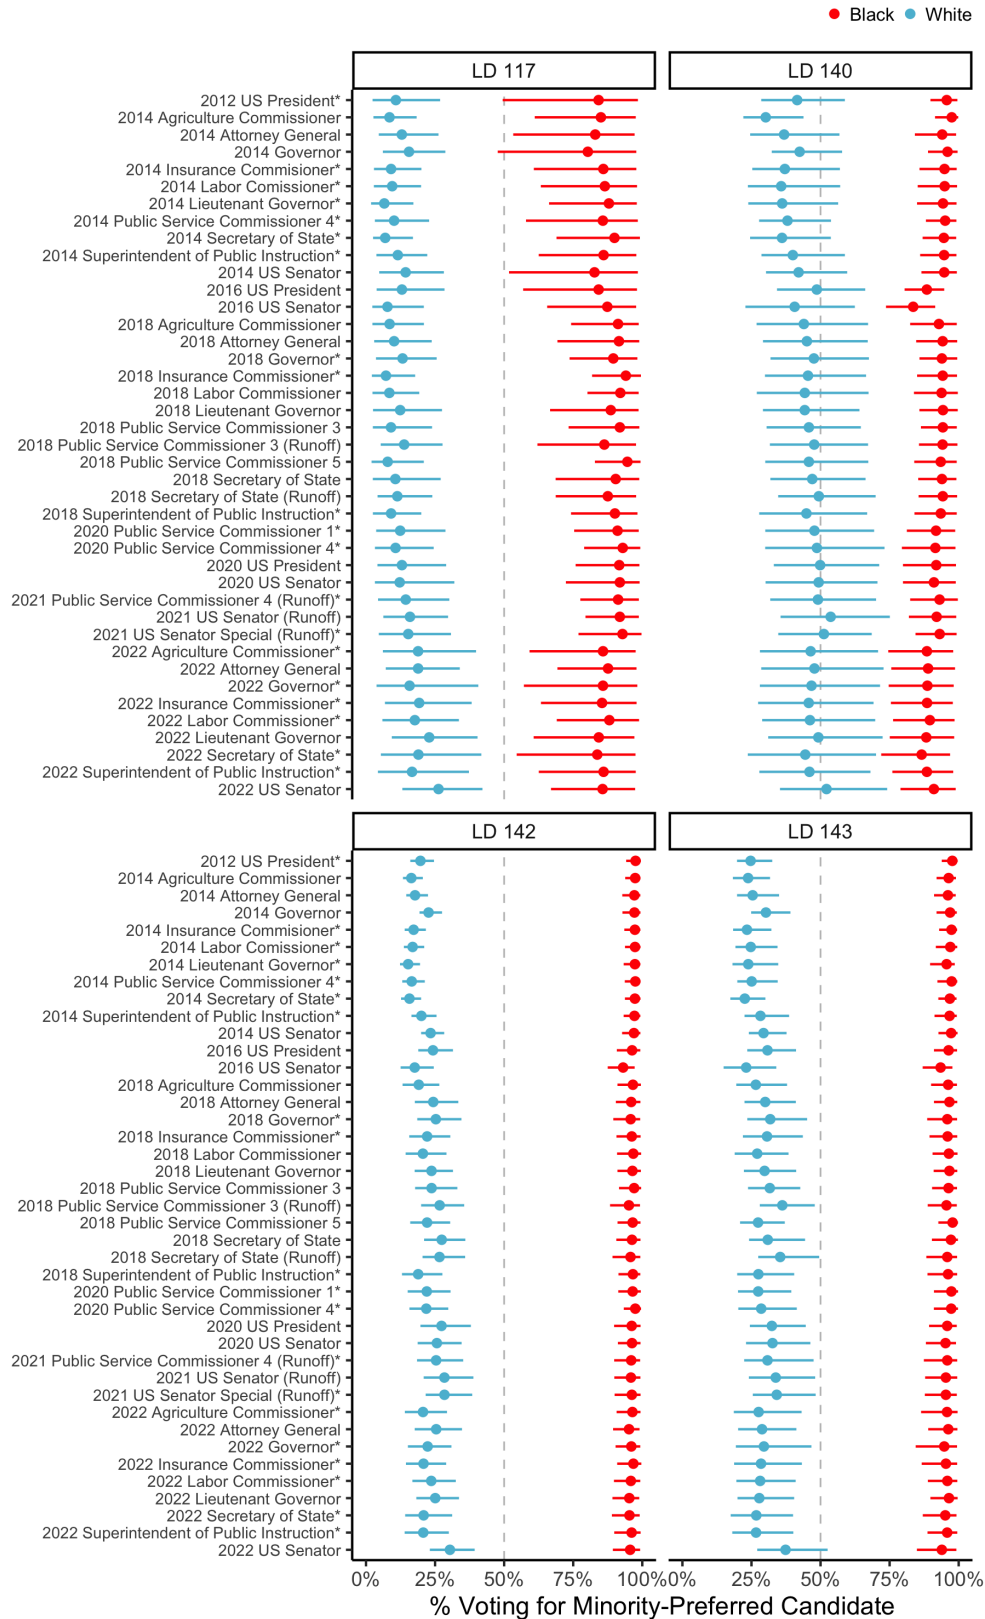 Black White
LD 117 LD 140
2012 US President*
2014 Agriculture Commissioner
2014 Attorney General
2014 Governor
2014 Insurance Commisioner*
2014 Labor Comissioner*
2014 Lieutenant Governor*
2014 Public Service Commissioner 4*
2014 Secretary of State*
2014 Superintendent of Public Instruction*
2014 US Senator
2016 US President
2016 US Senator
2018 Agriculture Commissioner
2018 Attorney General
2018 Governor*
2018 Insurance Commissioner*
2018 Labor Commissioner
2018 Lieutenant Governor
2018 Public Service Commissioner 3
2018 Public Service Commissioner 3 (Runoff)
2018 Public Service Commissioner 5
2018 Secretary of State
2018 Secretary of State (Runoff)
2018 Superintendent of Public Instruction*
2020 Public Service Commissioner 1*
2020 Public Service Commissioner 4*
2020 US President
2020 US Senator
2021 Public Service Commissioner 4 (Runoff)*
2021 US Senator (Runoff)
2021 US Senator Special (Runoff)*
2022 Agriculture Commissioner*
2022 Attorney General
2022 Governor*
2022 Insurance Commissioner*
2022 Labor Commissioner*
2022 Lieutenant Governor
2022 Secretary of State*
2022 Superintendent of Public Instruction*
2022 US Senator
LD 142 LD 143
2012 US President*
2014 Agriculture Commissioner
2014 Attorney General
2014 Governor
2014 Insurance Commisioner*
2014 Labor Comissioner*
2014 Lieutenant Governor*
2014 Public Service Commissioner 4*
2014 Secretary of State*
2014 Superintendent of Public Instruction*
2014 US Senator
2016 US President
2016 US Senator
2018 Agriculture Commissioner
2018 Attorney General
2018 Governor*
2018 Insurance Commissioner*
2018 Labor Commissioner
2018 Lieutenant Governor
2018 Public Service Commissioner 3
2018 Public Service Commissioner 3 (Runoff)
2018 Public Service Commissioner 5
2018 Secretary of State
2018 Secretary of State (Runoff)
2018 Superintendent of Public Instruction*
2020 Public Service Commissioner 1*
2020 Public Service Commissioner 4*
2020 US President
2020 US Senator
2021 Public Service Commissioner 4 (Runoff)*
2021 US Senator (Runoff)
2021 US Senator Special (Runoff)*
2022 Agriculture Commissioner*
2022 Attorney General
2022 Governor*
2022 Insurance Commissioner*
2022 Labor Commissioner*
2022 Lieutenant Governor
2022 Secretary of State*
2022 Superintendent of Public Instruction*
2022 US Senator
0% 25% 50% 75% 100% 0% 25% 50% 75% 100%
% Voting for Minority-Preferred Candidate